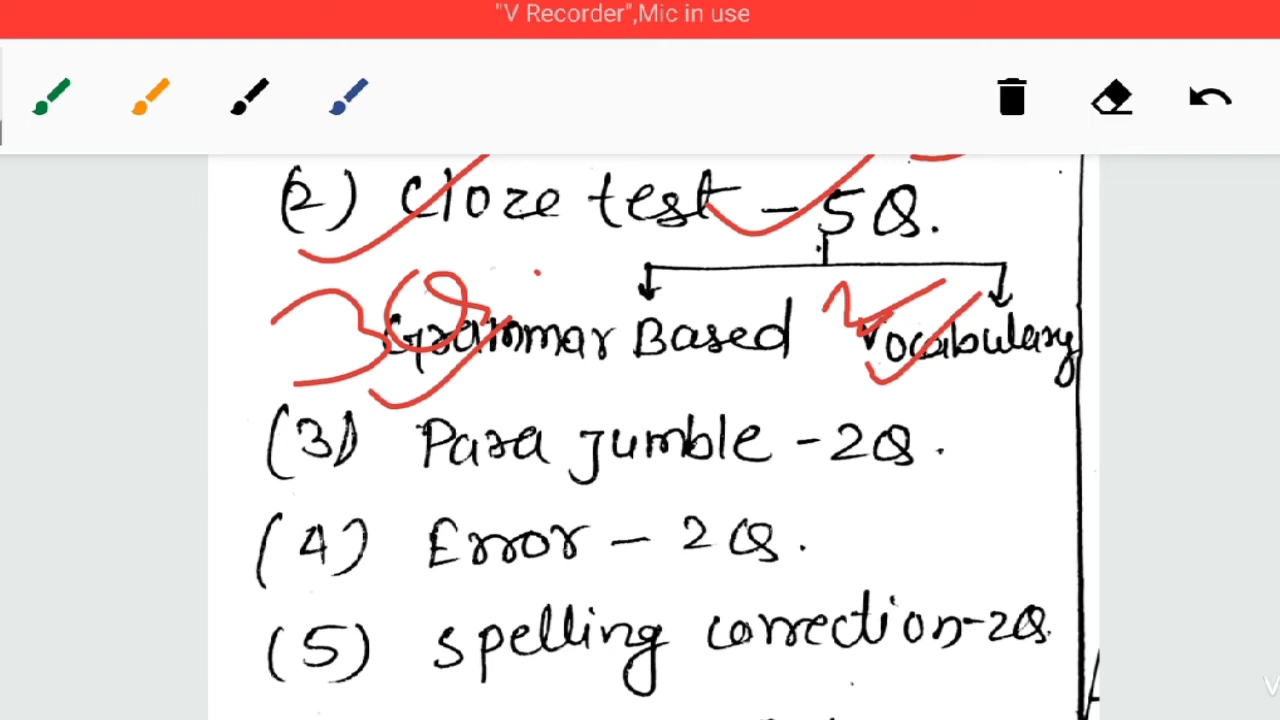 "V Recorder",Mic in use
(2) Cloze test - 5Q.
3Q
Grammar Based Vocabulary
(3) Para Jumble - 2Q.
(4) Error - 2Q.
(5) Spelling correction - 2Q.